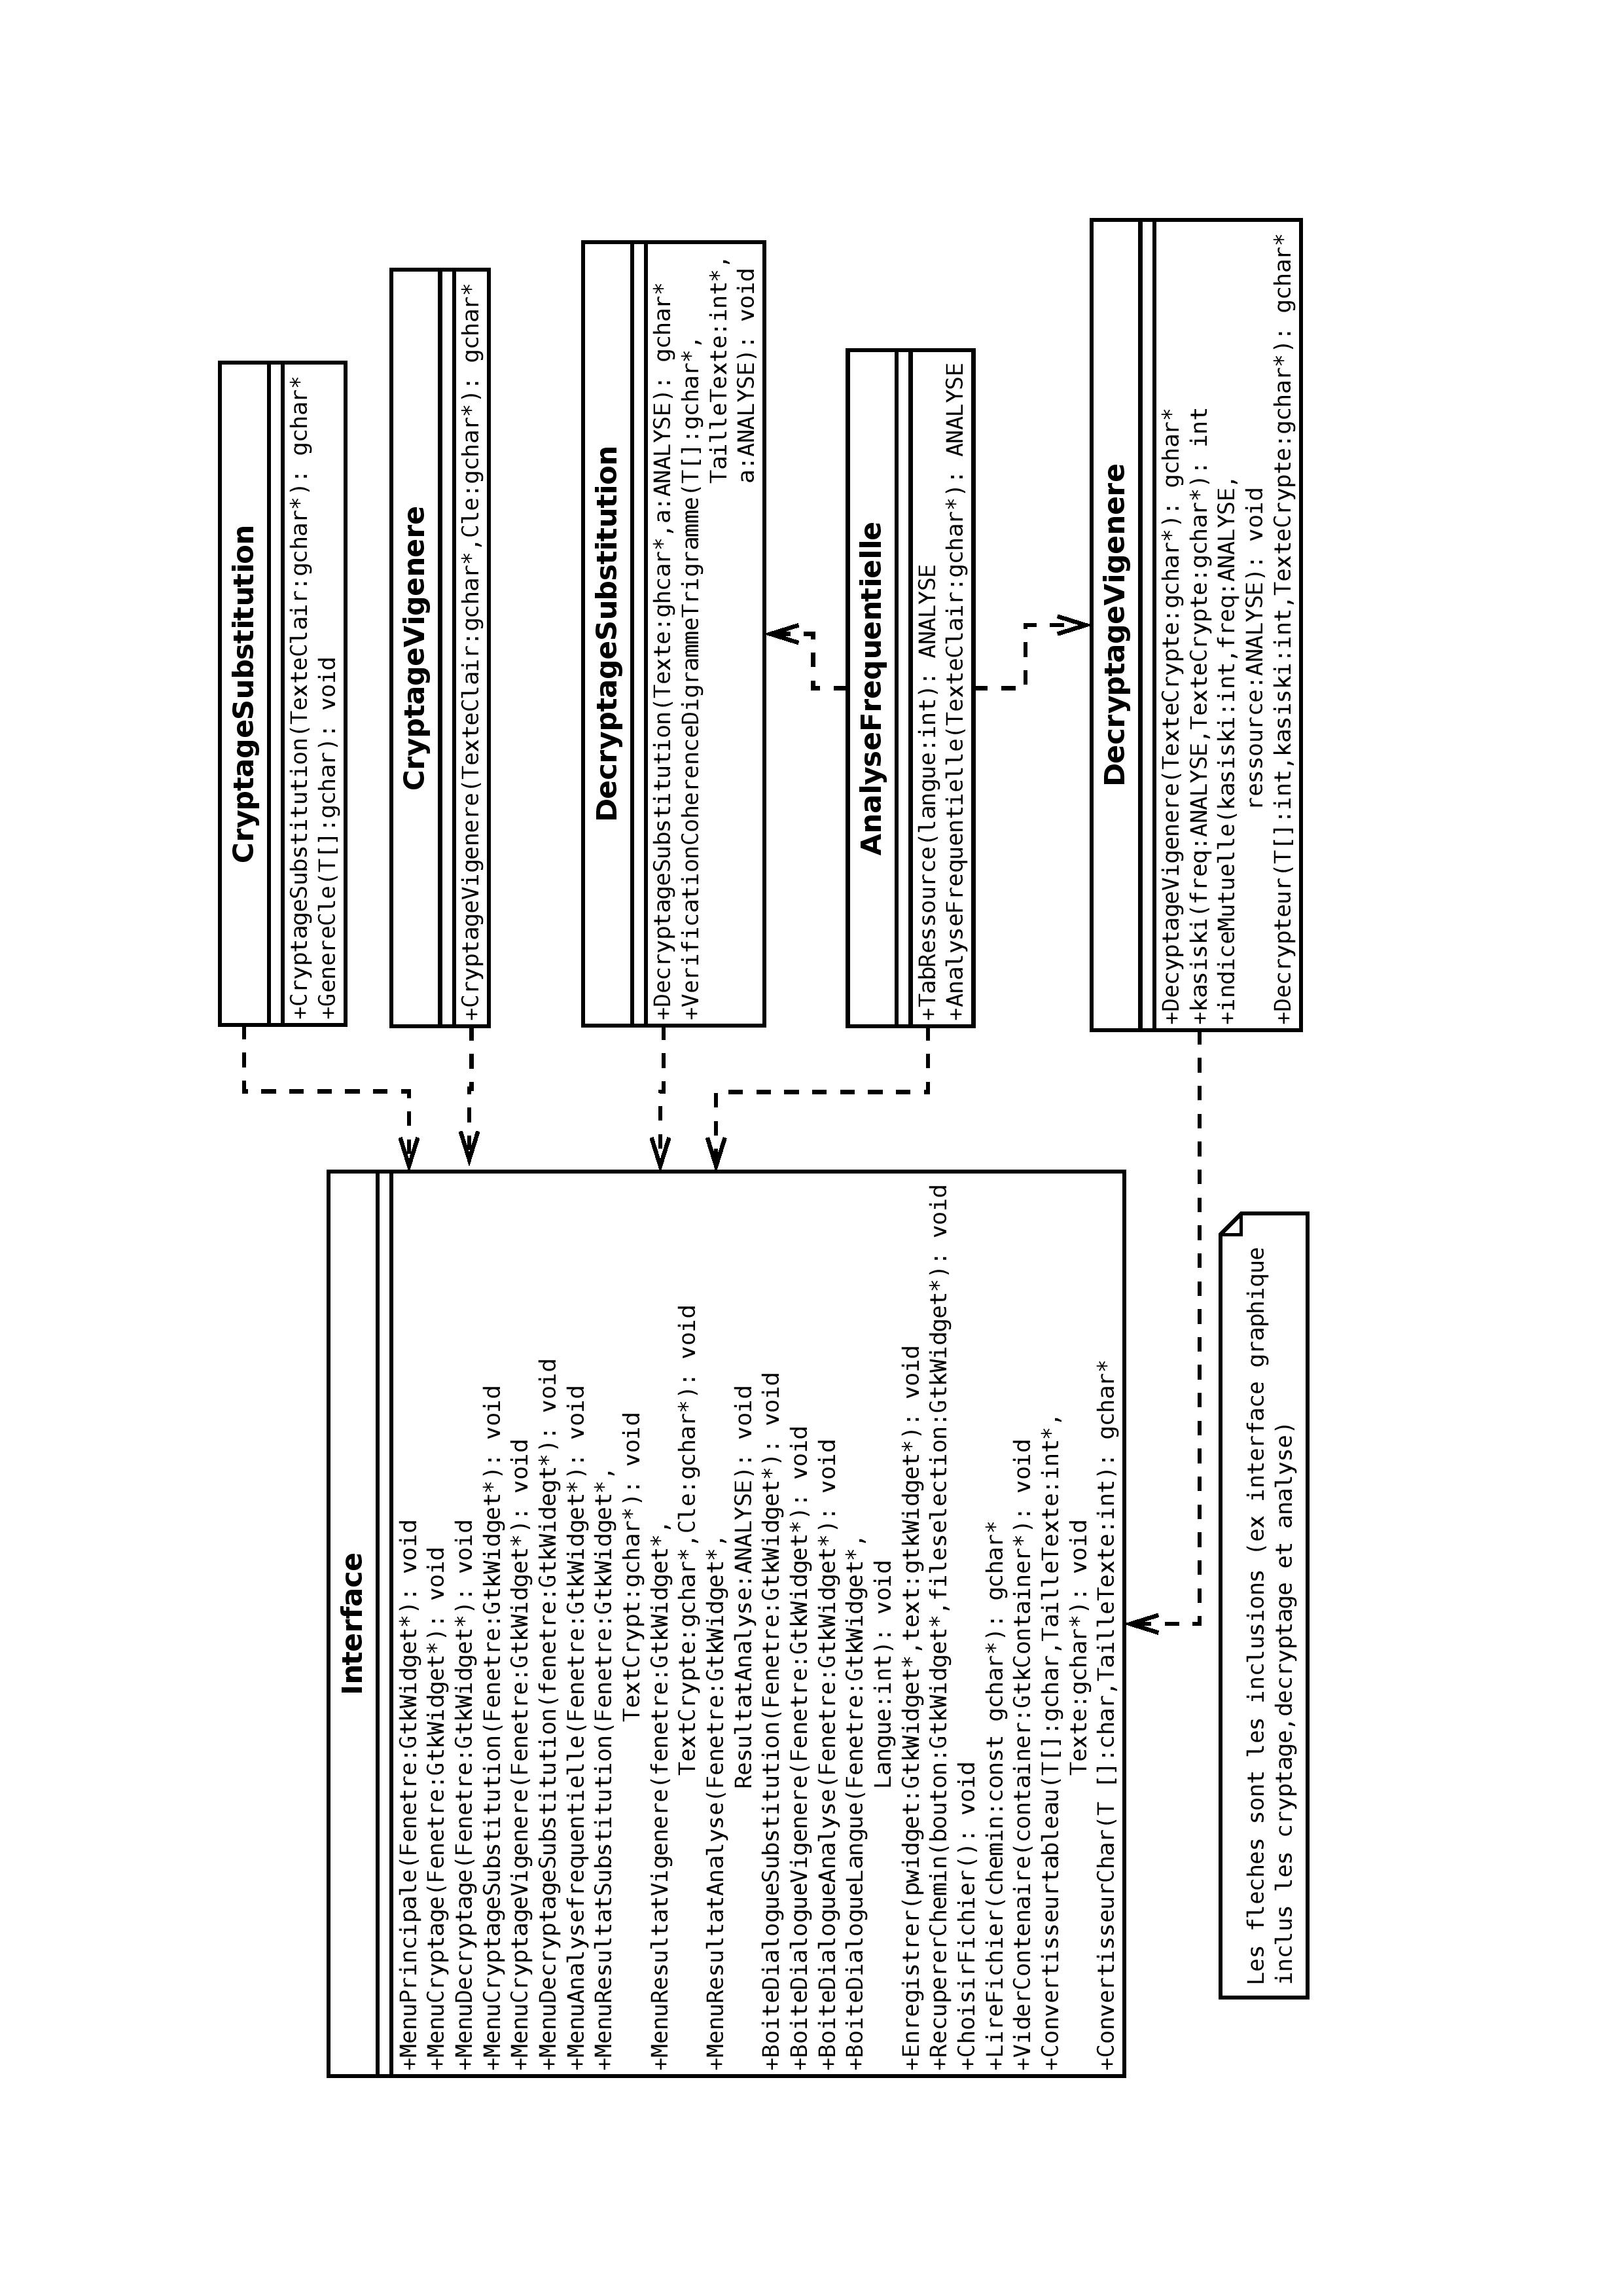 Interface
+MenuPrincipale(Fenetre:GtkWidget*): void
+MenuCryptage(Fenetre:GtkWidget*): void
+MenuDecryptage(Fenetre:GtkWidget*): void
+MenuCryptageSubstitution(Fenetre:GtkWidget*): void
+MenuCryptageVigenere(Fenetre:GtkWidget*): void
+MenuDecryptageSubstitution(fenetre:GtkWidegt*): void
+MenuAnalysefrequentielle(Fenetre:GtkWidget*): void
+MenuResultatSubstitution(Fenetre:GtkWidget*,
TextCrypt:gchar*): void
+MenuResultatVigenere(fenetre:GtkWidget*,
TextCrypte:gchar*,Cle:gchar*): void
+MenuResultatAnalyse(Fenetre:GtkWidget*,
ResultatAnalyse:ANALYSE): void
+BoiteDialogueSubstitution(Fenetre:GtkWidget*): void
+BoiteDialogueVigenere(Fenetre:GtkWidget*): void
+BoiteDialogueAnalyse(Fenetre:GtkWidget*): void
+BoiteDialogueLangue(Fenetre:GtkWidget*,
Langue:int): void
+Enregistrer(pwidget:GtkWidget*,text:gtkWidget*): void
+RecupererChemin(bouton:GtkWidget*,fileselection:GtkWidget*): void
+ChoisirFichier(): void
+LireFichier(chemin:const gchar*): gchar*
+ViderContenaire(container:GtkContainer*): void
+Convertisseurtableau(T[]:gchar,TailleTexte:int*,
Texte:gchar*): void
+ConvertisseurChar(T []:char,TailleTexte:int): gchar*
Les fleches sont les inclusions (ex interface graphique
inclus les cryptage,decryptage et analyse)
CryptageSubstitution
+CryptageSubstitution(TexteClair:gchar*): gchar*
+GenereCle(T[]:gchar): void
CryptageVigenere
+CryptageVigenere(TexteClair:gchar*,Cle:gchar*): gchar*
DecryptageSubstitution
+DecryptageSubstitution(Texte:ghcar*,a:ANALYSE): gchar*
+VerificationCoherenceDigrammeTrigramme(T[]:gchar*,
TailleTexte:int*,
a:ANALYSE): void
AnalyseFrequentielle
+TabRessource(langue:int): ANALYSE
+AnalyseFrequentielle(TexteClair:gchar*): ANALYSE
DecryptageVigenere
+DecyptageVigenere(TexteCrypte:gchar*): gchar*
+kasiski(freq:ANALYSE,TexteCrypte:gchar*): int
+indiceMutuelle(kasiski:int,freq:ANALYSE,
ressource:ANALYSE): void
+Decrypteur(T[]:int,kasiski:int,TexteCrypte:gchar*): gchar*